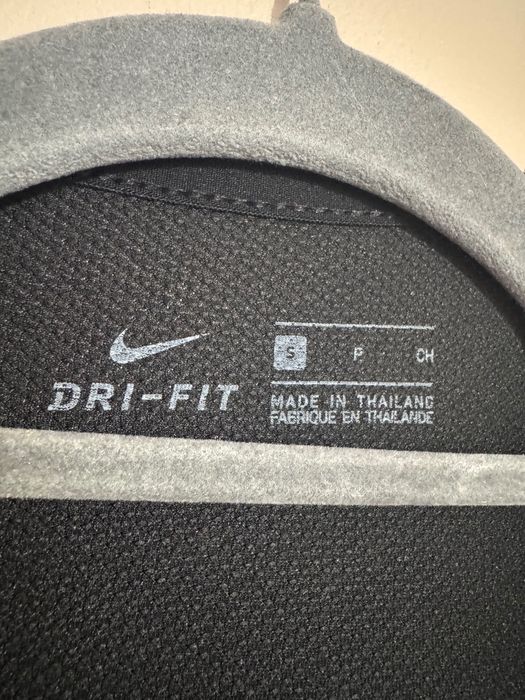 S P CH
DRI-FIT
MADE IN THAILAND
FABRIQUE EN THAILANDE